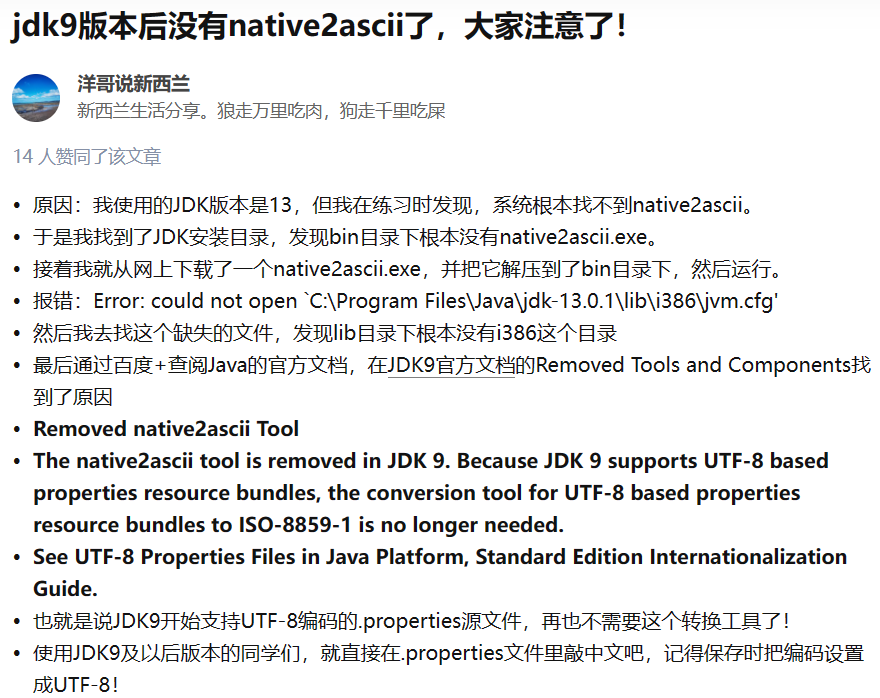 jdk9版本后没有native2ascii了，大家注意了！
洋哥说新西兰
新西兰生活分享。狼走万里吃肉，狗走千里吃屎
14 人赞同了该文章
• 原因：我使用的JDK版本是13，但我在练习时发现，系统根本找不到native2ascii。
• 于是我找到了JDK安装目录，发现bin目录下根本没有native2ascii.exe。
• 接着我就从网上下载了一个native2ascii.exe，并把它解压到了bin目录下，然后运行。
• 报错：Error: could not open `C:\Program Files\Java\jdk-13.0.1\lib\i386\jvm.cfg'
• 然后我去找这个缺失的文件，发现lib目录下根本没有i386这个目录
• 最后通过百度+查阅Java的官方文档，在JDK9官方文档的Removed Tools and Components找
到了原因
• Removed native2ascii Tool
• The native2ascii tool is removed in JDK 9. Because JDK 9 supports UTF-8 based
properties resource bundles, the conversion tool for UTF-8 based properties
resource bundles to ISO-8859-1 is no longer needed.
• See UTF-8 Properties Files in Java Platform, Standard Edition Internationalization
Guide.
• 也就是说JDK9开始支持UTF-8编码的.properties源文件，再也不需要这个转换工具了！
• 使用JDK9及以后版本的同学们，就直接在.properties文件里敲中文吧，记得保存时把编码设置
成UTF-8！